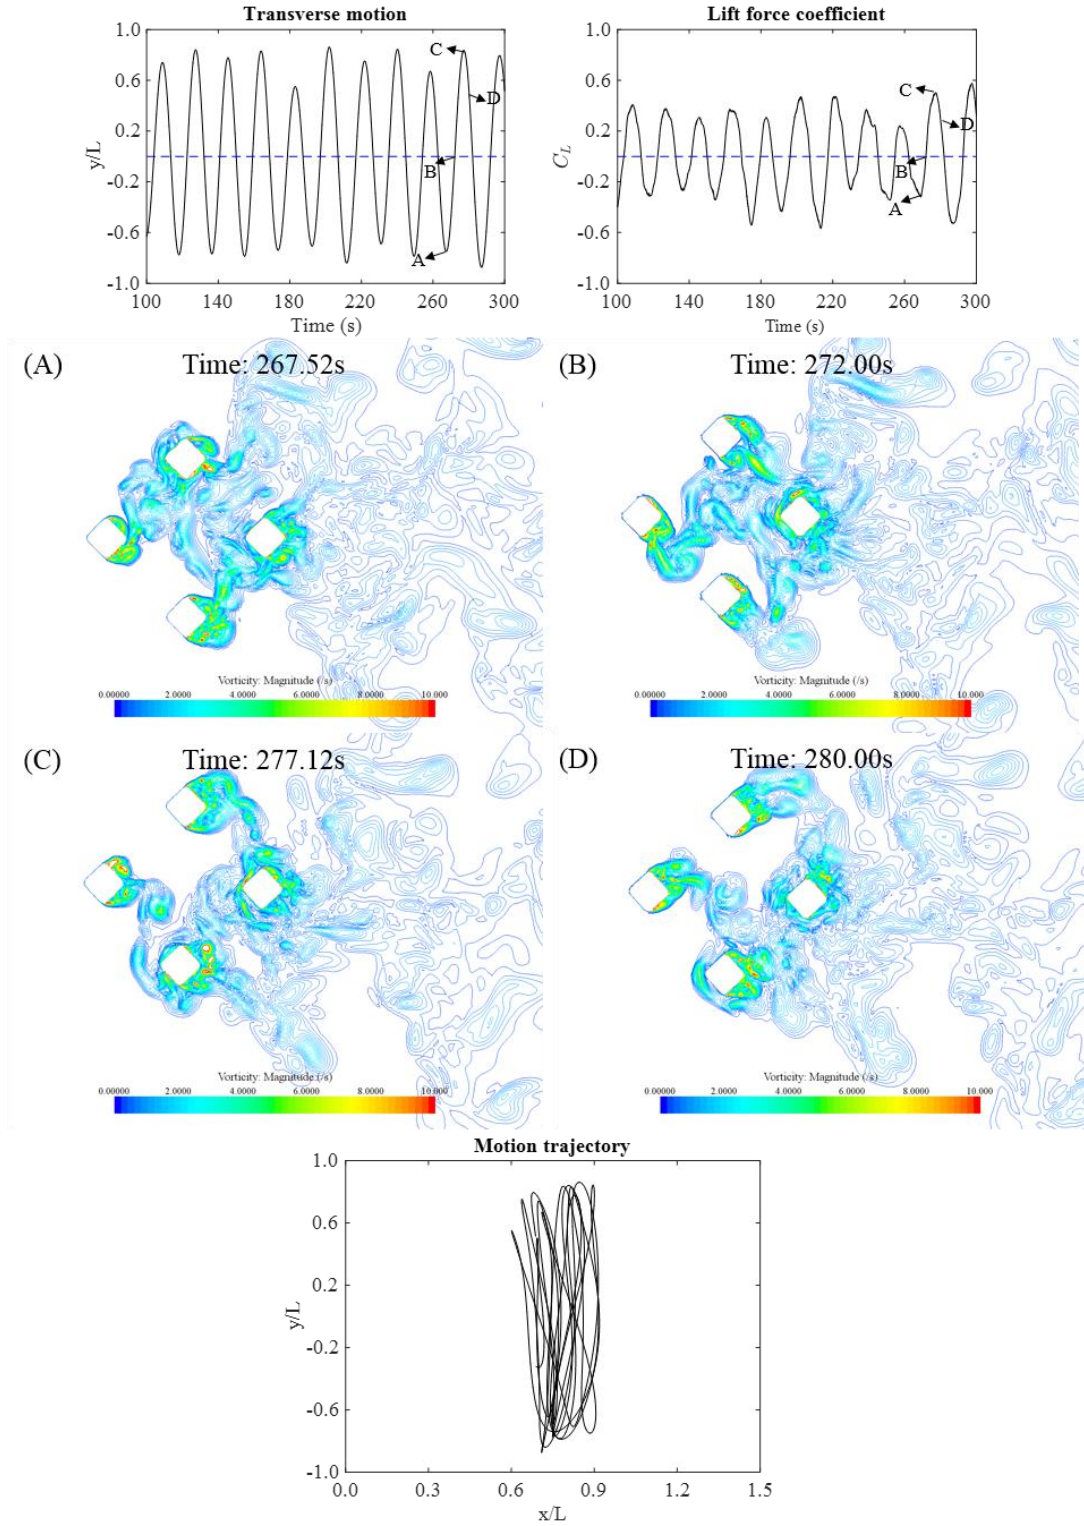 Transverse motion
Lift force coefficient
1.0
0.6
0.2
-0.2
-0.6
-1.0
y/L
C
D
B
A
100 140 180 220 260 300
Time (s)
1.0
0.6
0.2
-0.2
-0.6
-1.0
C_L
C
D
B
A
100 140 180 220 260 300
Time (s)
(A) Time: 267.52s
Vorticity: Magnitude (/s)
0.00000 2.0000 4.0000 6.0000 8.0000 10.000
(B) Time: 272.00s
Vorticity: Magnitude (/s)
0.00000 2.0000 4.0000 6.0000 8.0000 10.000
(C) Time: 277.12s
Vorticity: Magnitude (/s)
0.00000 2.0000 4.0000 6.0000 8.0000 10.000
(D) Time: 280.00s
Vorticity: Magnitude (/s)
0.00000 2.0000 4.0000 6.0000 8.0000 10.000
Motion trajectory
1.0
0.6
0.2
-0.2
-0.6
-1.0
y/L
0.0 0.3 0.6 0.9 1.2 1.5
x/L